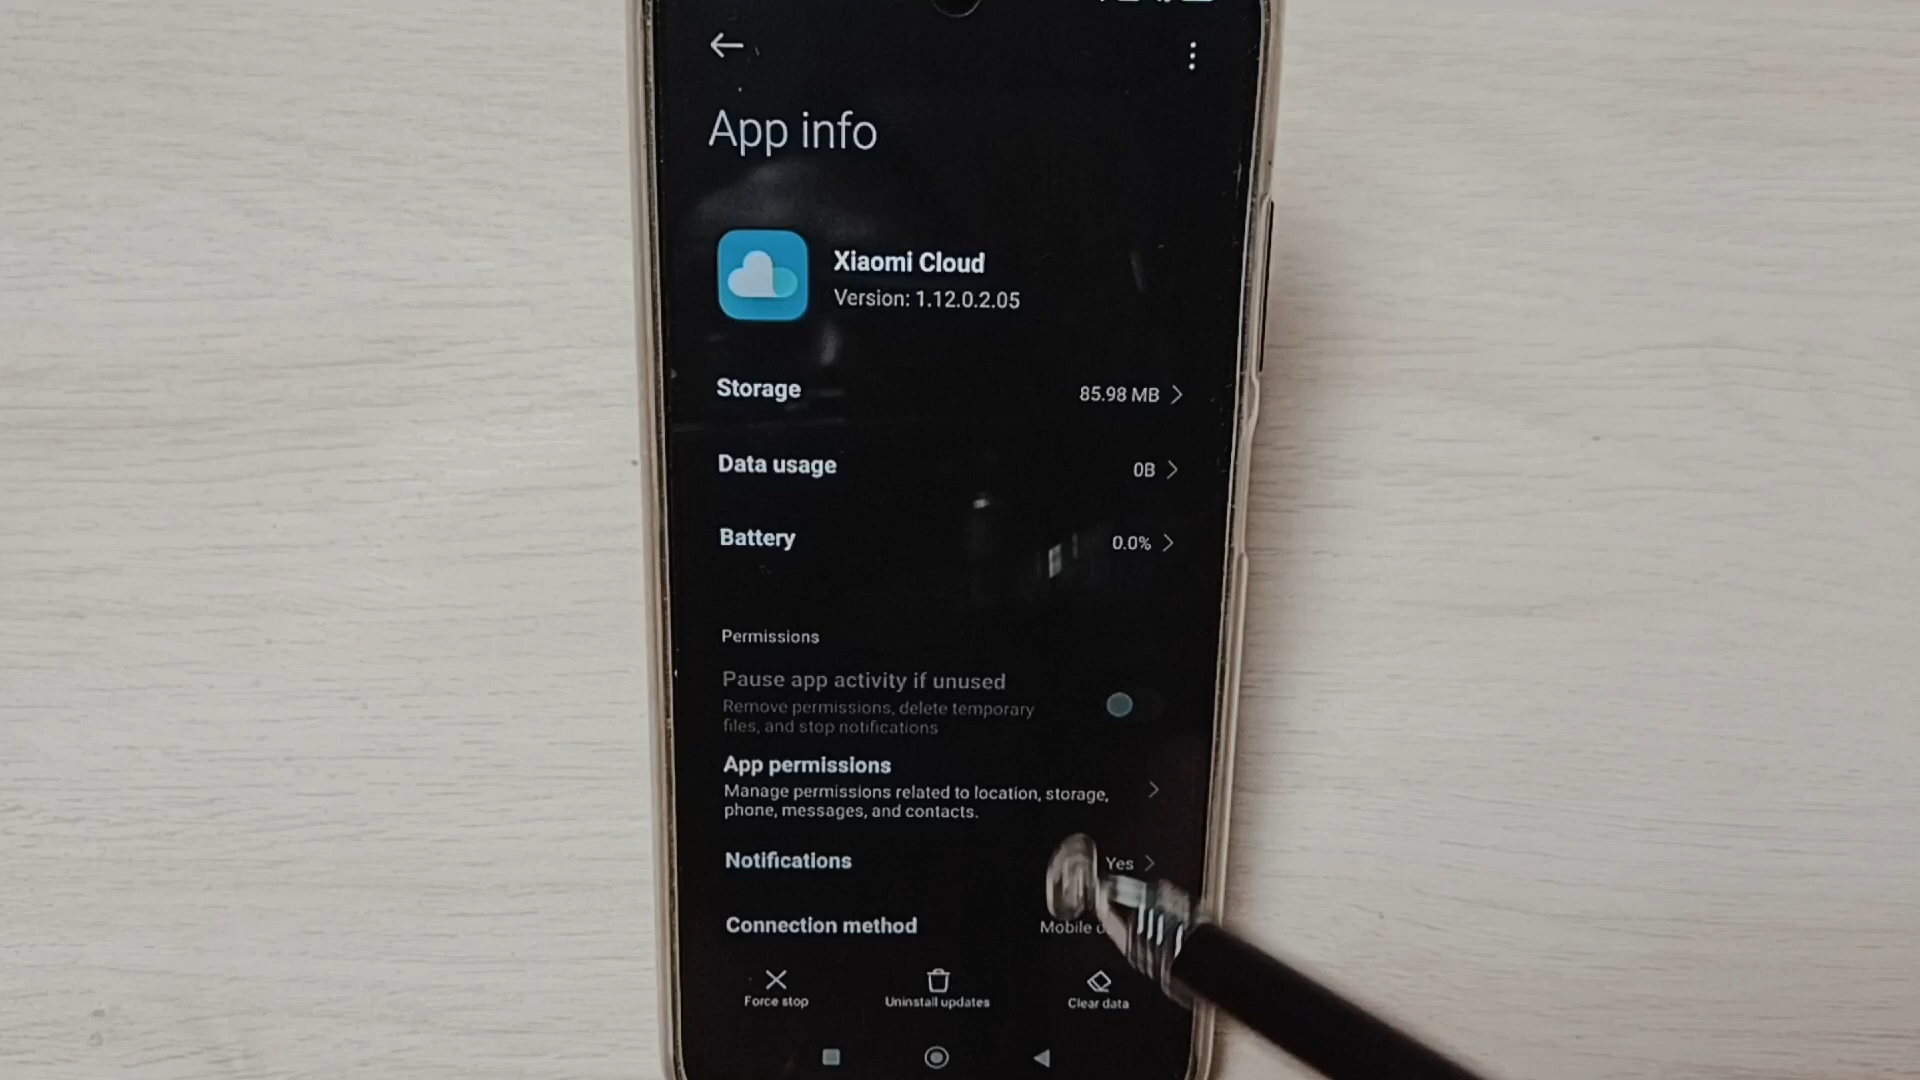 App info
Xiaomi Cloud
Version: 1.12.0.2.05
Storage 85.98 MB
Data usage 0B
Battery 0.0%
Permissions
Pause app activity if unused
Remove permissions, delete temporary
files, and stop notifications
App permissions
Manage permissions related to location, storage,
phone, messages, and contacts.
Notifications Yes
Connection method Mobile
Force stop Uninstall updates Clear data